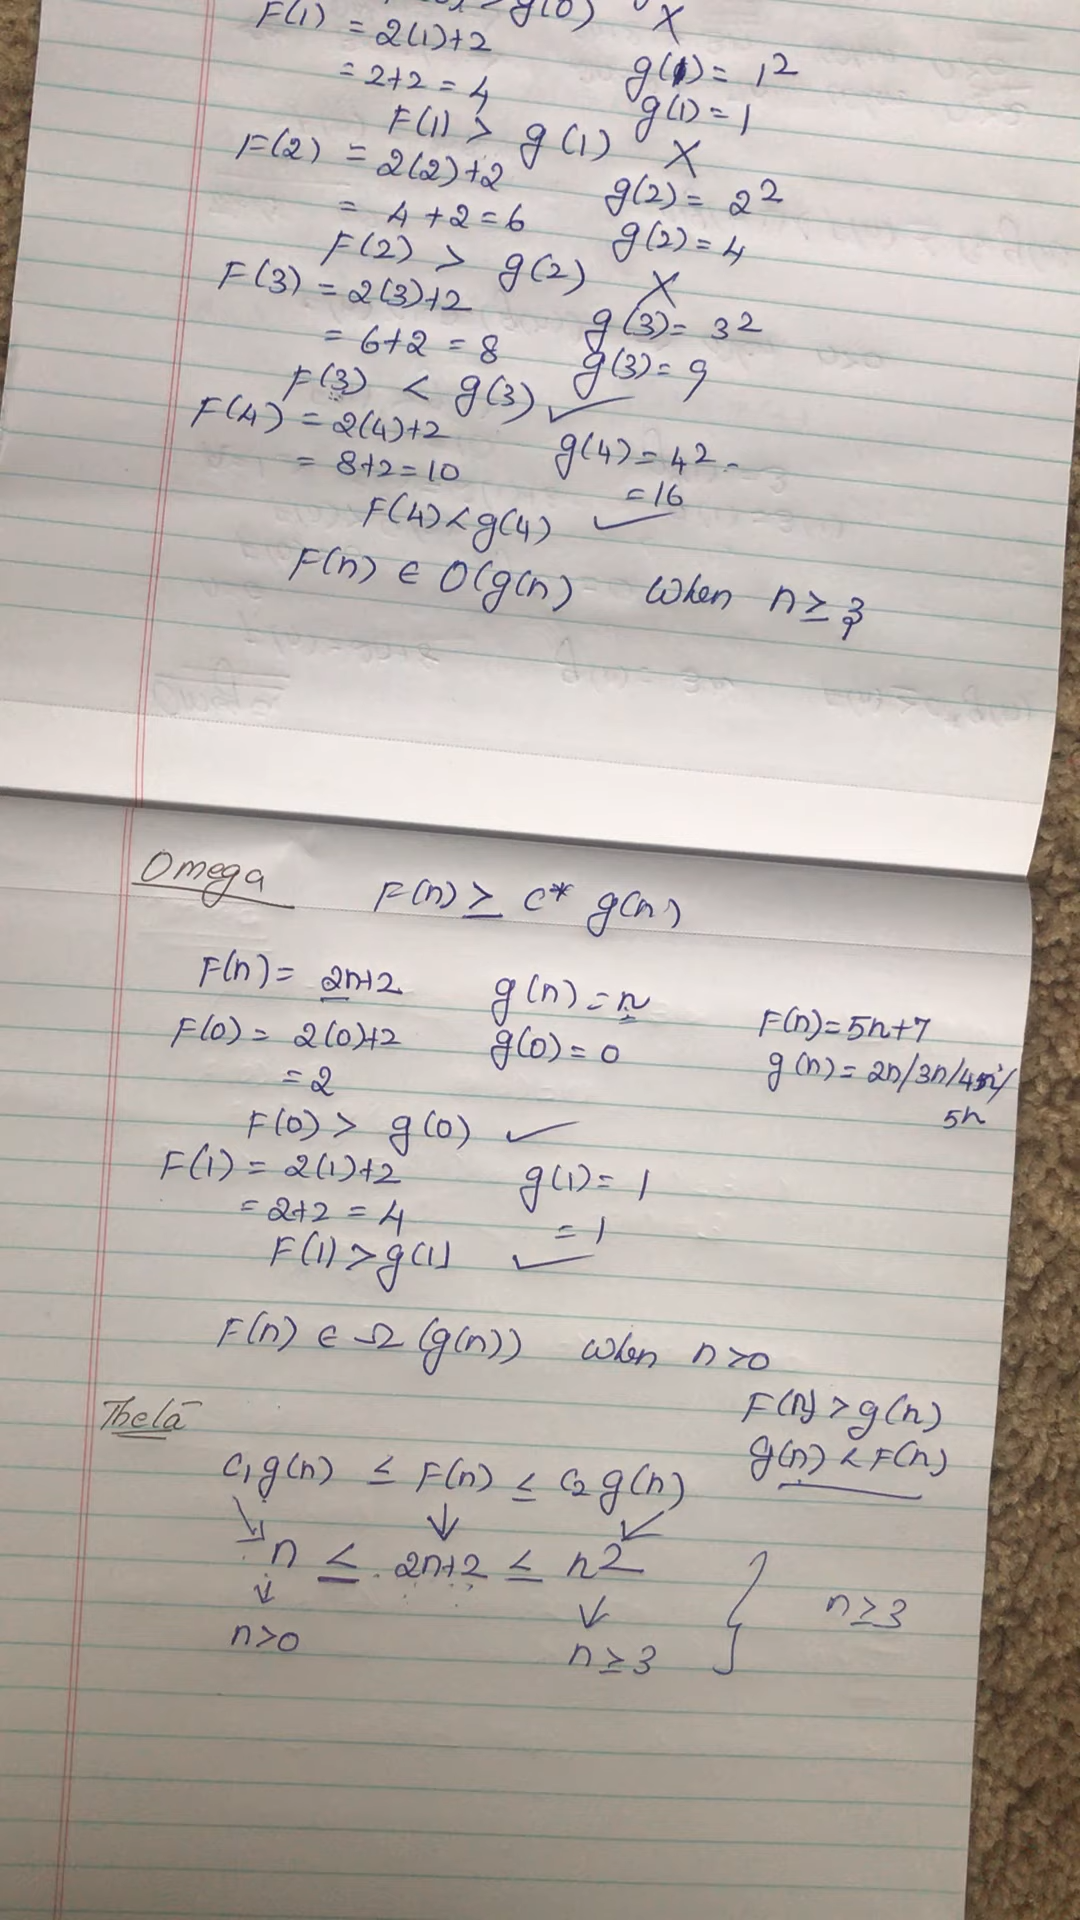 F(1) = 2(1)+2
= 2+2 = 4
g(1) = 1²
g(1) = 1
F(1) > g(1) X
F(2) = 2(2)+2
= 4+2 = 6
g(2) = 2²
g(2) = 4
F(2) > g(2) X
F(3) = 2(3)+2
= 6+2 = 8
g(3) = 3²
g(3) = 9
F(3) < g(3) ✓
F(4) = 2(4)+2
= 8+2 = 10
g(4) = 4²
= 16
F(4) < g(4) ✓
F(n) ∈ O(g(n) when n ≥ 3
Omega F(n) ≥ c* g(n)
F(n) = 2n+2 g(n) = n
F(0) = 2(0)+2 g(0) = 0
= 2
F(n) = 5n+7
g(n) = 2n/3n/4n/
5n
F(0) > g(0) ✓
F(1) = 2(1)+2 g(1) = 1
= 2+2 = 4 = 1
F(1) > g(1) ✓
F(n) ∈ Ω (g(n)) when n>0
F(n) > g(n)
g(n) < F(n)
Theta
C₁g(n) ≤ F(n) ≤ C₂ g(n)
n ≤ 2n+2 ≤ n2
n>0 n ≥ 3 } n ≥ 3